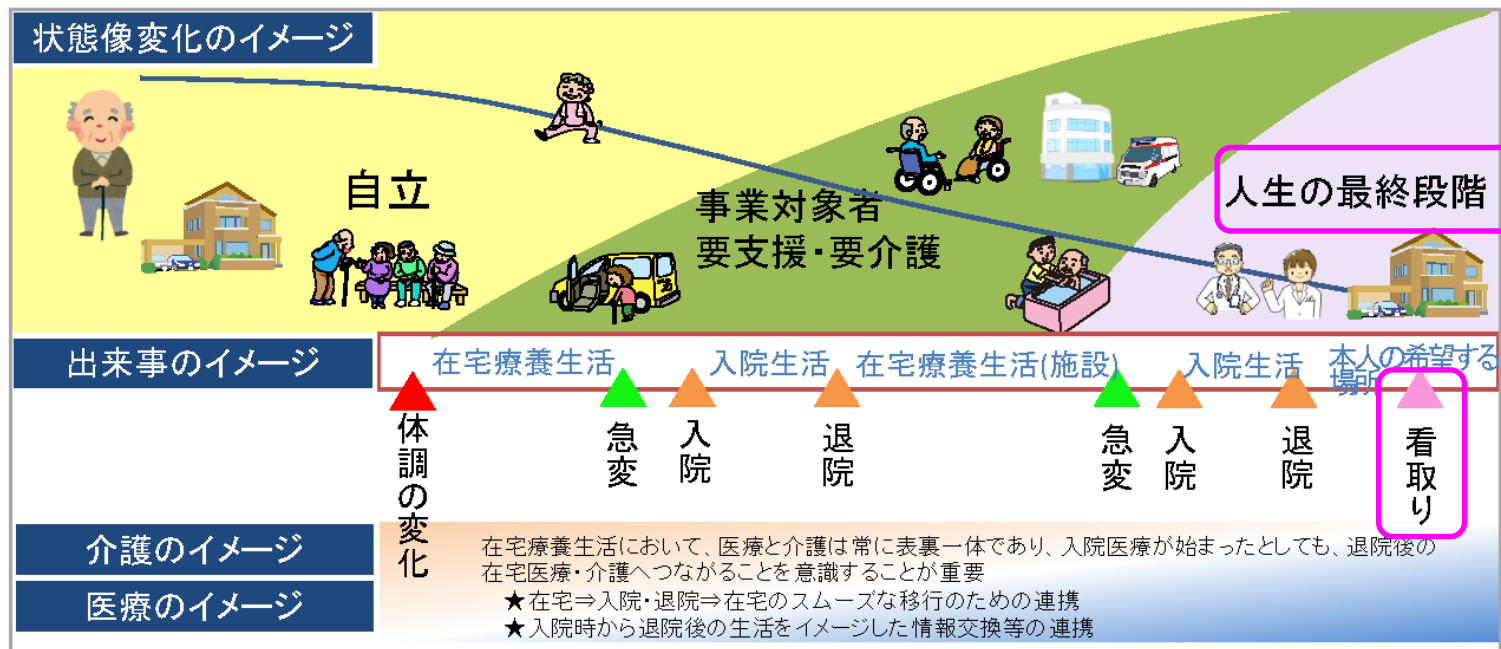 状態像変化のイメージ
自立
事業対象者
要支援・要介護
人生の最終段階
出来事のイメージ
在宅療養生活
入院生活
在宅療養生活(施設)
入院生活
本人の希望する
場所
体調の変化
急変
入院
退院
急変
入院
退院
看取り
介護のイメージ
医療のイメージ
在宅療養生活において、医療と介護は常に表裏一体であり、入院医療が始まったとしても、退院後の
在宅医療・介護へつながることを意識することが重要
★在宅⇒入院・退院⇒在宅のスムーズな移行のための連携
★入院時から退院後の生活をイメージした情報交換等の連携